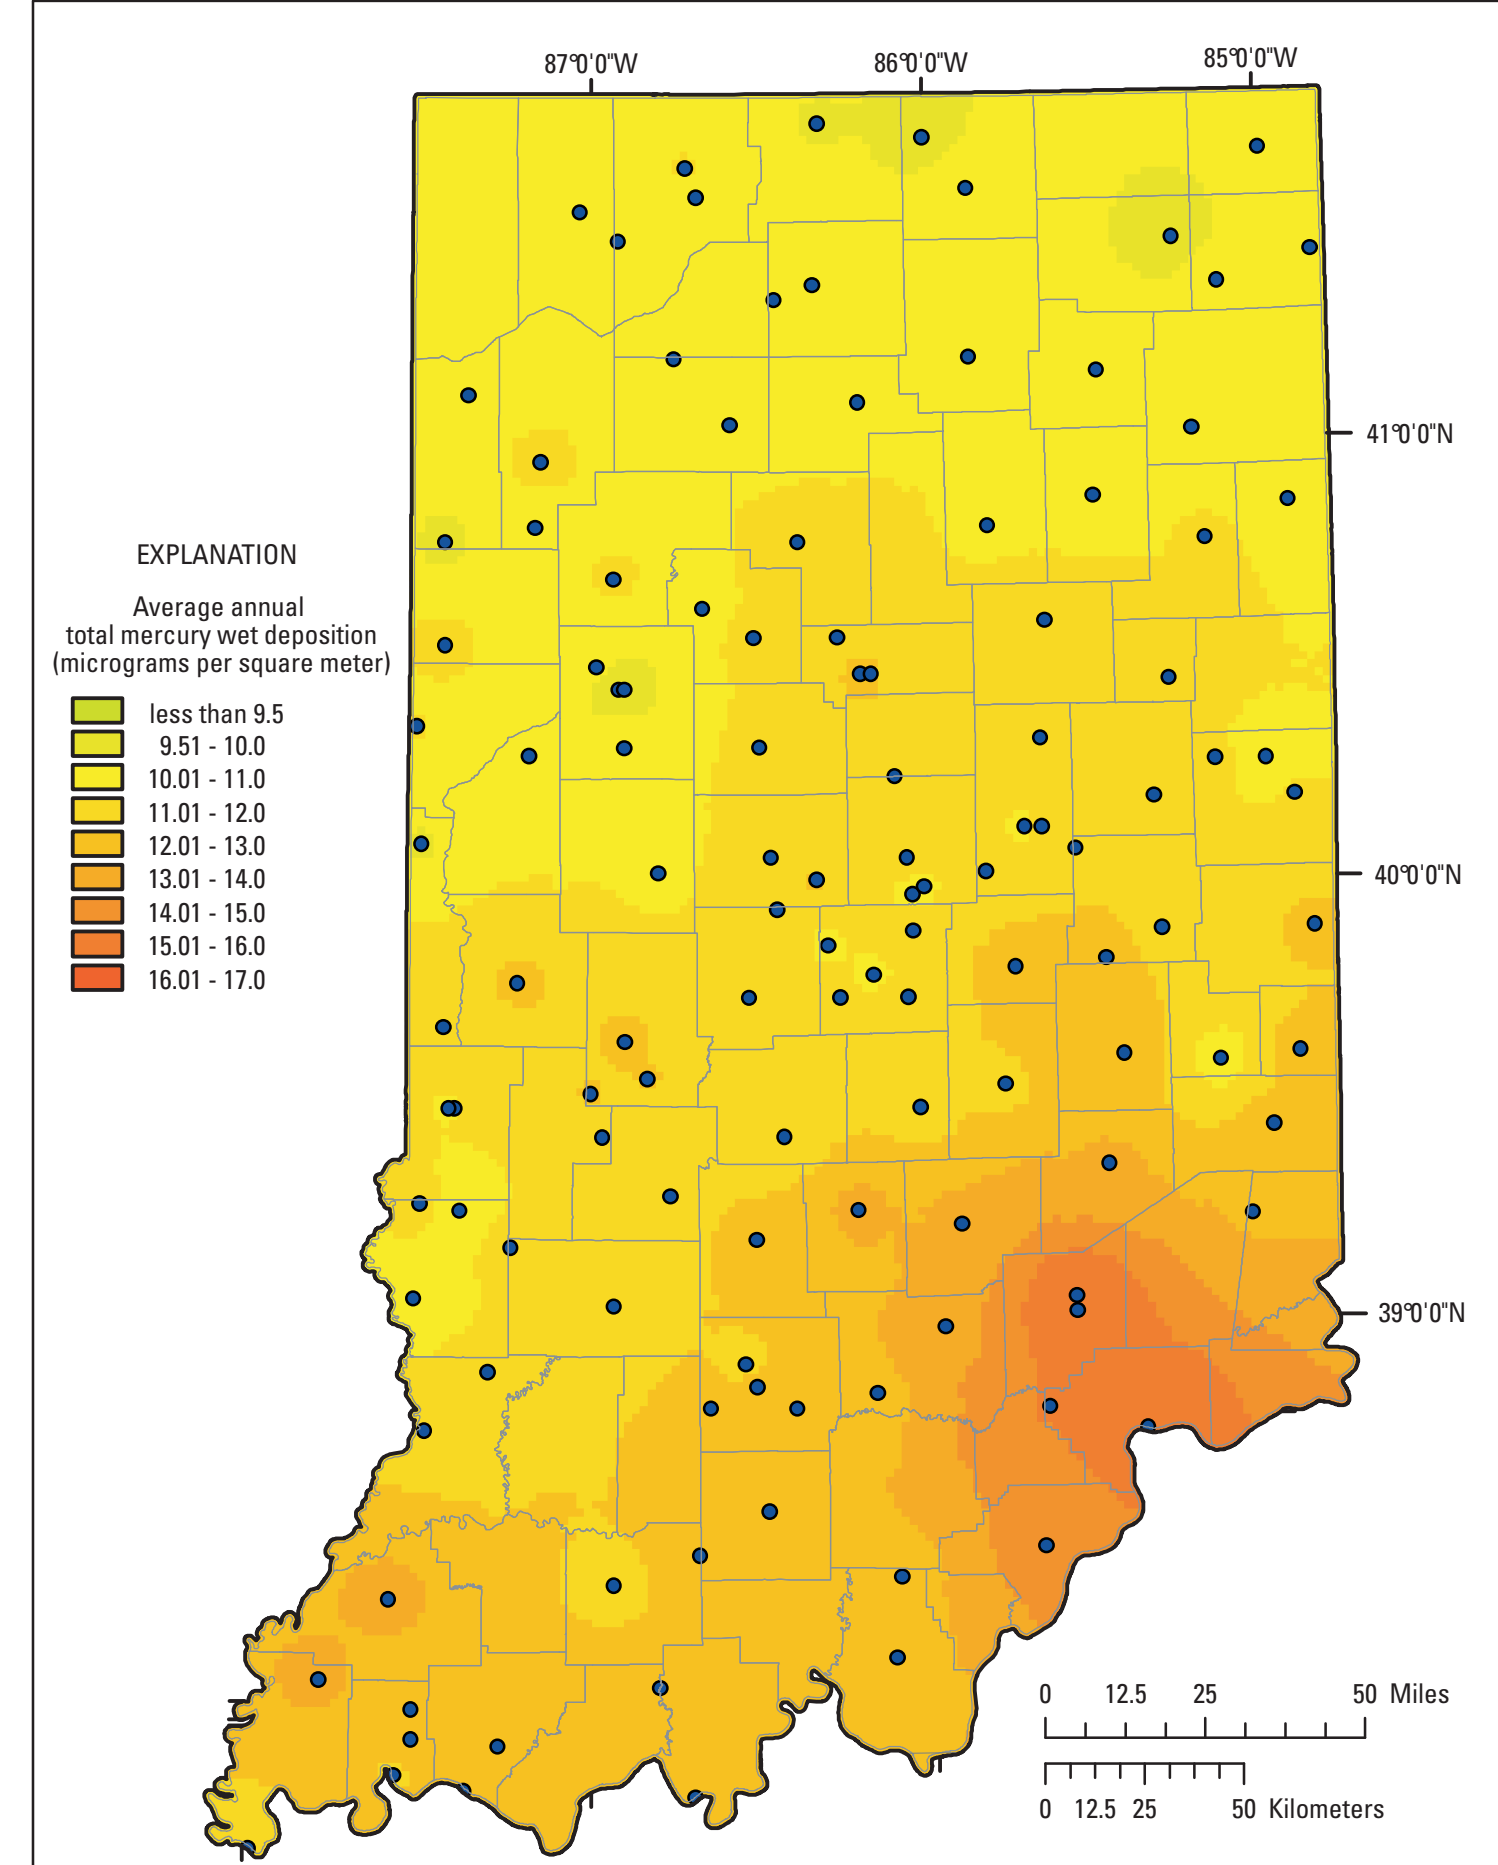 87°0'0"W
86°0'0"W
85°0'0"W
41°0'0"N
EXPLANATION
Average annual
total mercury wet deposition
(micrograms per square meter)
less than 9.5
9.51 - 10.0
10.01 - 11.0
11.01 - 12.0
12.01 - 13.0
13.01 - 14.0
14.01 - 15.0
15.01 - 16.0
16.01 - 17.0
40°0'0"N
39°0'0"N
0 12.5 25 50 Miles
0 12.5 25 50 Kilometers